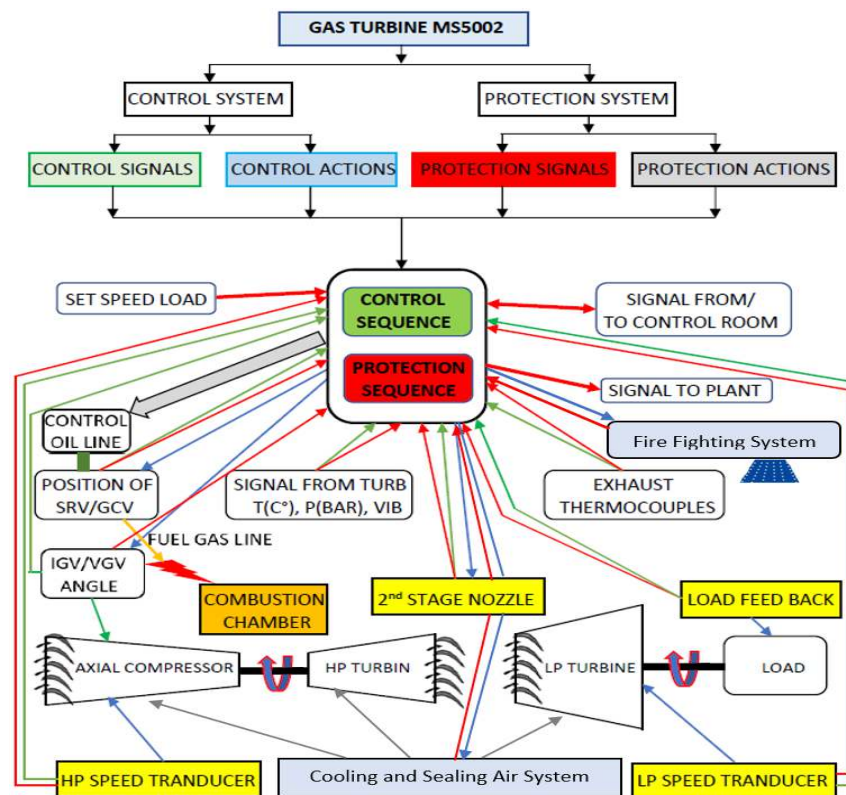 GAS TURBINE MS5002
CONTROL SYSTEM
PROTECTION SYSTEM
CONTROL SIGNALS
CONTROL ACTIONS
PROTECTION SIGNALS
PROTECTION ACTIONS
SET SPEED LOAD
CONTROL
SEQUENCE
SIGNAL FROM/
TO CONTROL ROOM
PROTECTION
SEQUENCE
SIGNAL TO PLANT
CONTROL
OIL LINE
Fire Fighting System
POSITION OF
SRV/GCV
SIGNAL FROM TURB
T(C°), P(BAR), VIB
EXHAUST
THERMOCOUPLES
FUEL GAS LINE
IGV/VGV
ANGLE
COMBUSTION
CHAMBER
2nd STAGE NOZZLE
LOAD FEED BACK
AXIAL COMPRESSOR
HP TURBIN
LP TURBINE
LOAD
HP SPEED TRANDUCER
Cooling and Sealing Air System
LP SPEED TRANDUCER